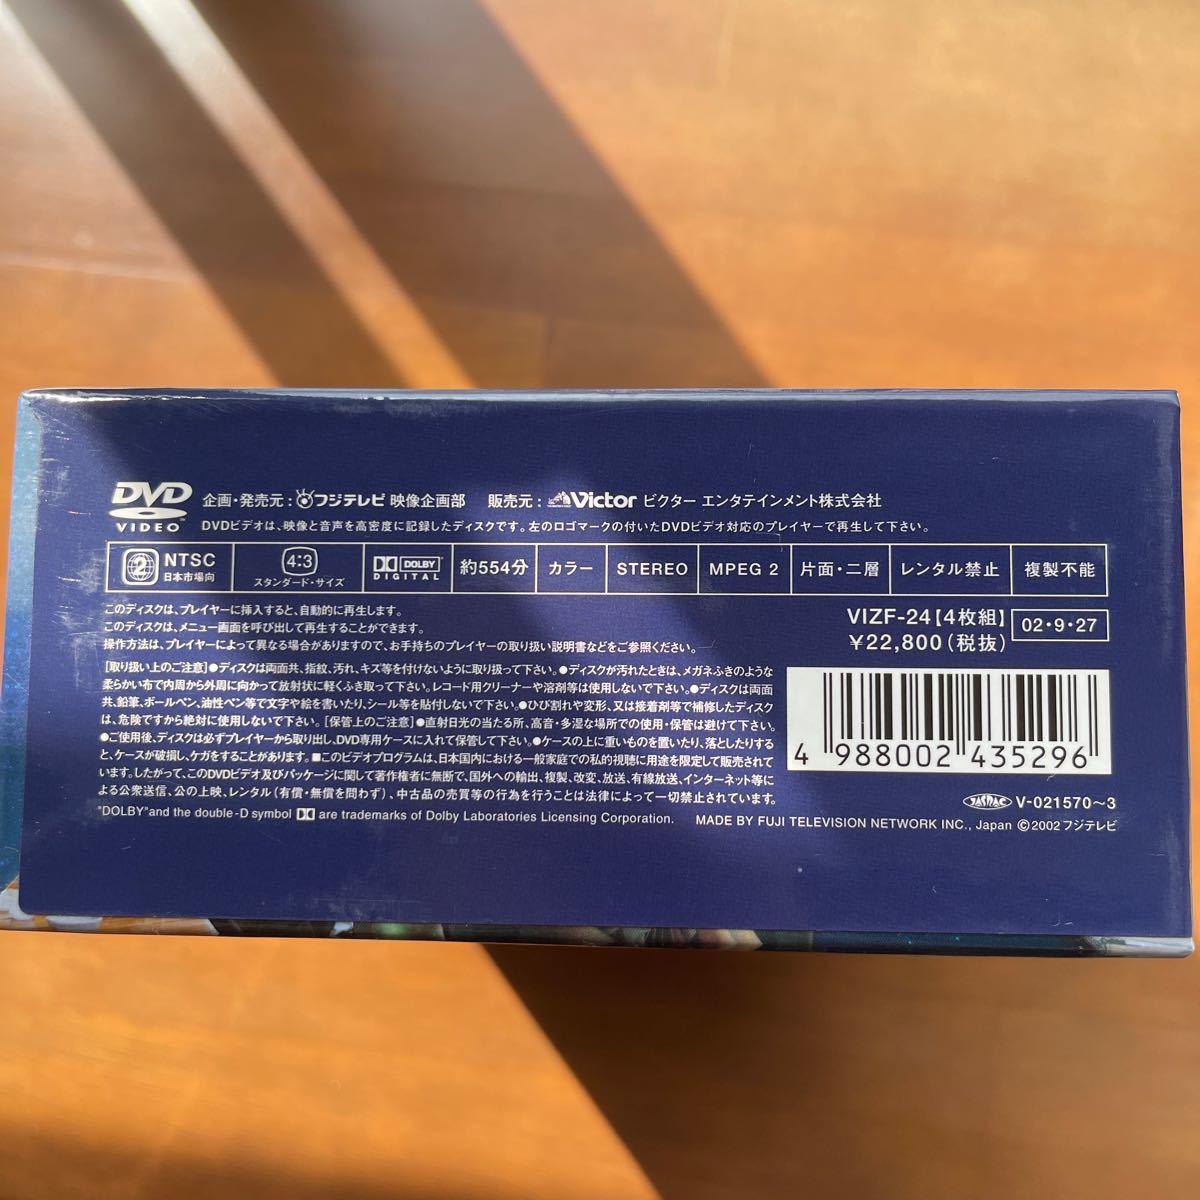 DVD VIDEO
企画・発売元：フジテレビ 映像企画部 販売元：Victor ビクター エンタテインメント株式会社
DVDビデオは、映像と音声を高密度に記録したディスクです。左のロゴマークの付いたDVDビデオ対応のプレイヤーで再生して下さい。
2 NTSC 日本市場向 4:3 スタンダード・サイズ DOLBY DIGITAL 約554分 カラー STEREO MPEG 2 片面・二層 レンタル禁止 複製不能
このディスクは、プレイヤーに挿入すると、自動的に再生します。
このディスクは、メニュー画面を呼び出して再生することができます。
操作方法は、プレイヤーによって異なる場合がありますので、お手持ちのプレイヤーの取り扱い説明書などをご参照ください。
VIZF-24【4枚組】
¥22,800（税抜）
02・9・27
[取り扱い上のご注意]●ディスクは両面共、指紋、汚れ、キズ等を付けないように取り扱って下さい。●ディスクが汚れたときは、メガネふきのような
柔らかい布で内周から外周に向かって放射状に軽くふき取って下さい。レコード用クリーナーや溶剤等は使用しないで下さい。●ディスクは両面
共、鉛筆、ボールペン、油性ペン等で文字や絵を書いたり、シール等を貼付しないで下さい。●ひび割れや変形、又は接着剤等で補修したディスク
は、危険ですから絶対に使用しないで下さい。[保管上のご注意]●直射日光の当たる所、高音・多湿な場所での使用・保管は避けて下さい。
●ご使用後、ディスクは必ずプレイヤーから取り出し、DVD専用ケースに入れて保管して下さい。●ケースの上に重いものを置いたり、落としたりする
と、ケースが破損し、ケガをすることがあります。■このビデオプログラムは、日本国内における一般家庭での私的視聴に用途を限定して販売されて
います。したがって、このDVDビデオ及びパッケージに関して著作権者に無断で、国外への輸出、複製、改変、放送、有線放送、インターネット等に
よる公衆送信、公の上映、レンタル（有償・無償を問わず）、中古品の売買等の行為を行うことは法律によって一切禁止されています。
4 988002 435296
JASRAC V-021570〜3
"DOLBY"and the double-D symbol are trademarks of Dolby Laboratories Licensing Corporation. MADE BY FUJI TELEVISION NETWORK INC., Japan ©2002 フジテレビ